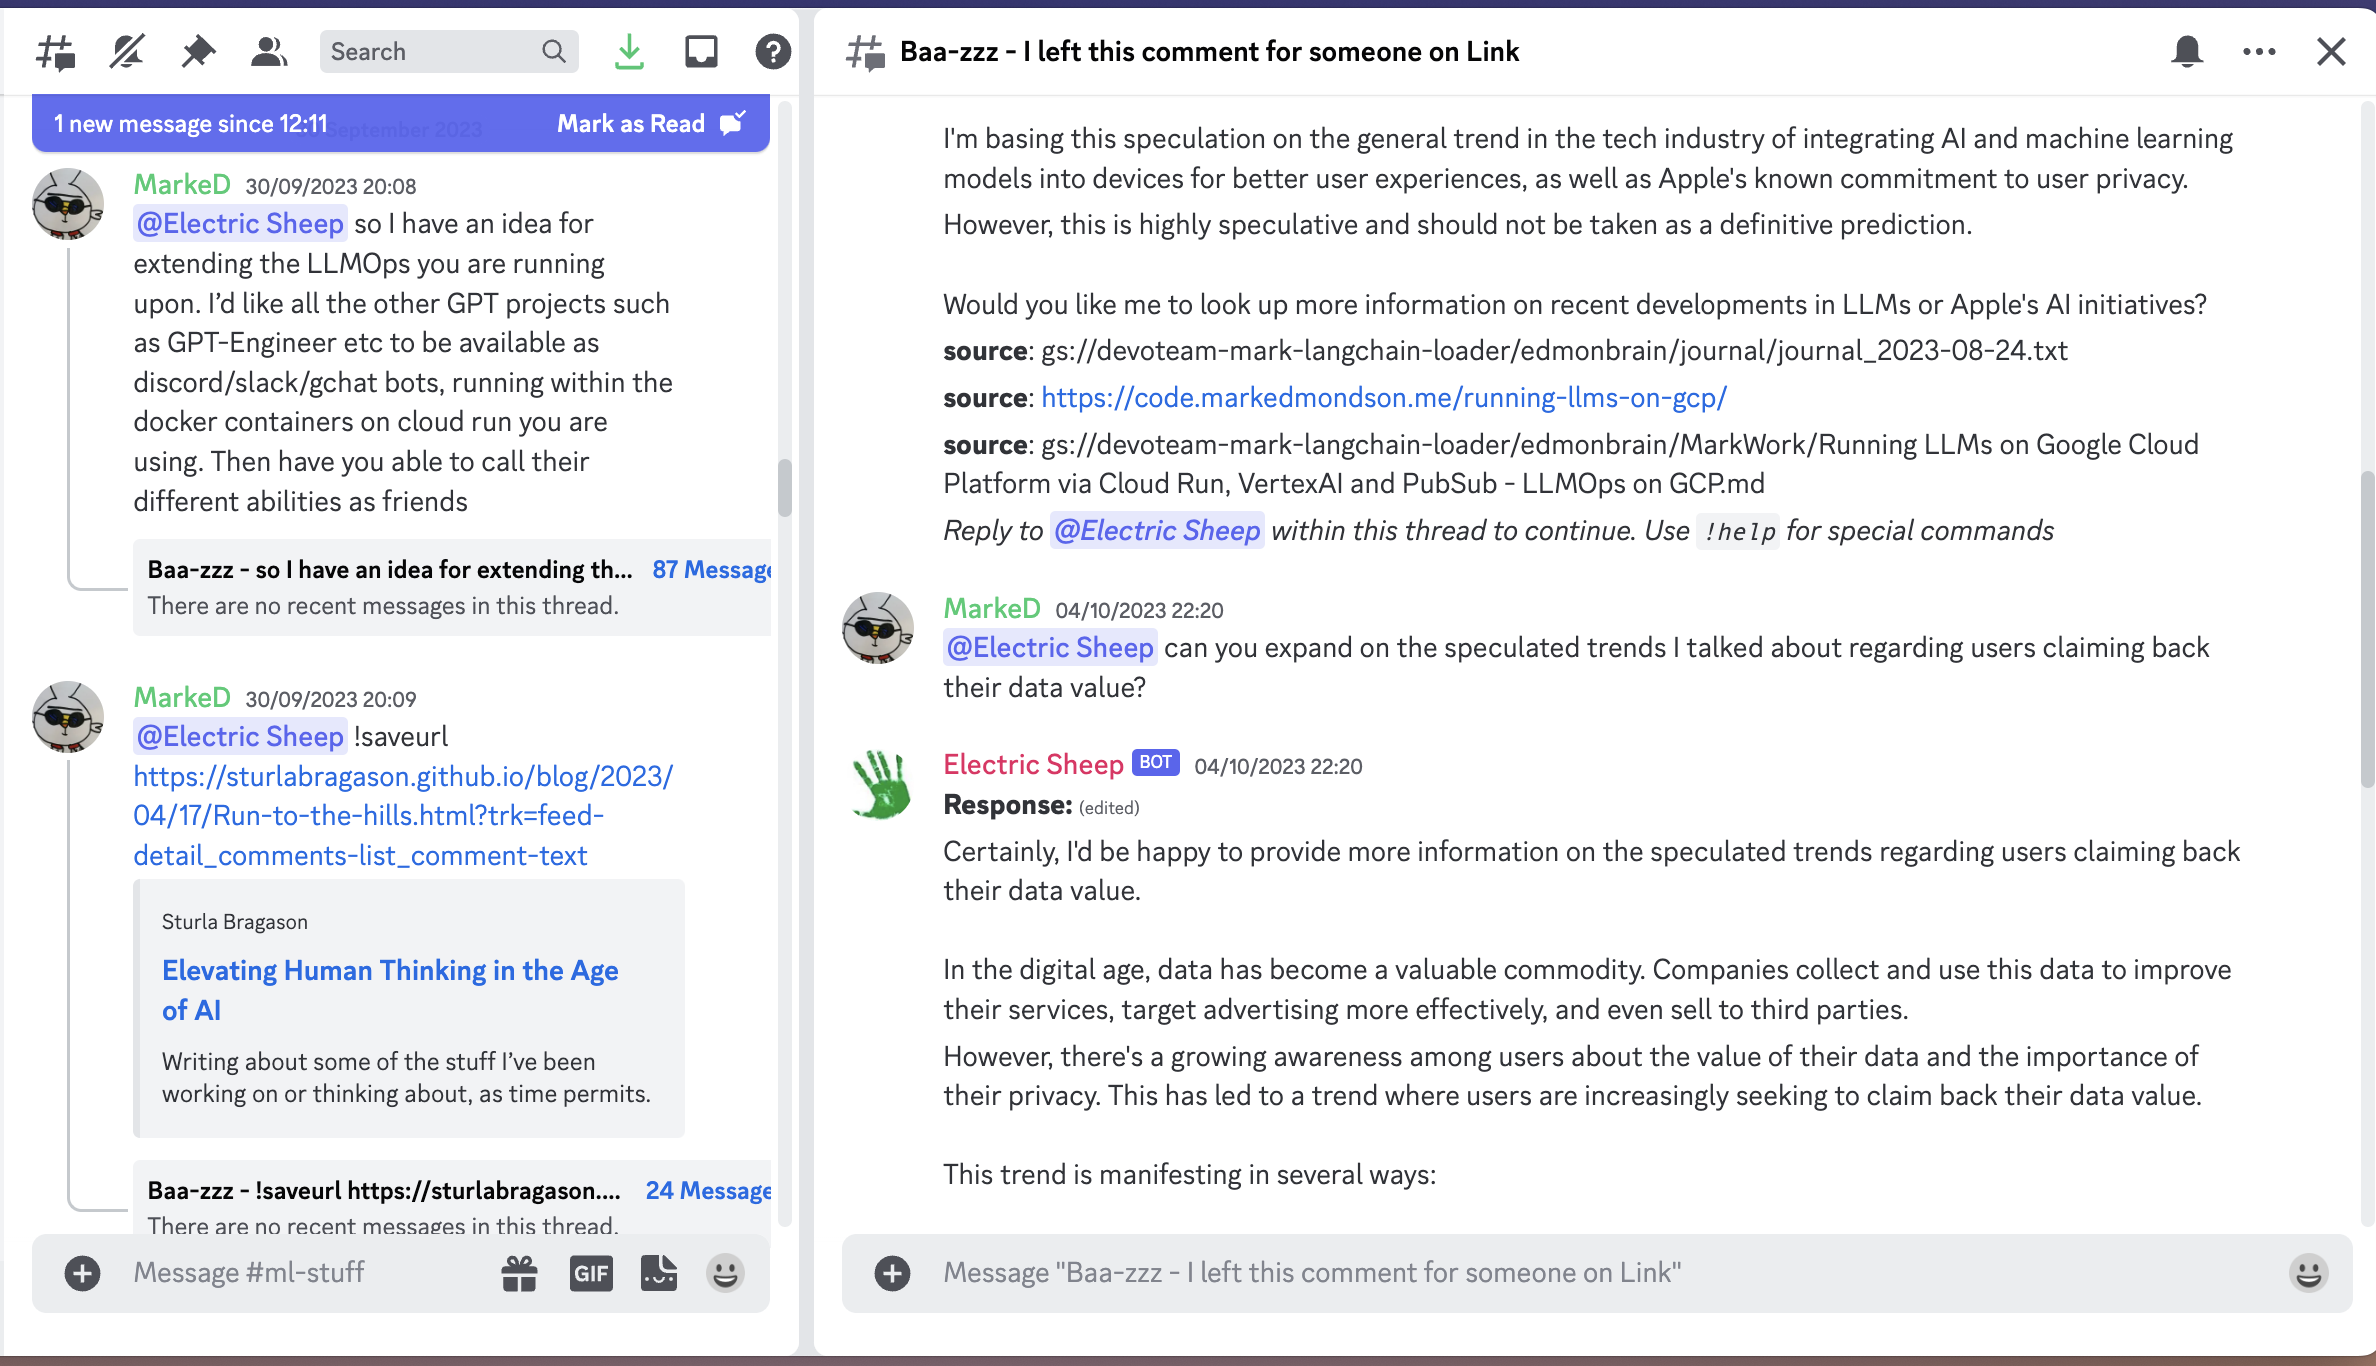 Search
1 new message since 12:11
September 2023
Mark as Read
MarkeD 30/09/2023 20:08
@Electric Sheep so I have an idea for
extending the LLMOps you are running
upon. I’d like all the other GPT projects such
as GPT-Engineer etc to be available as
discord/slack/gchat bots, running within the
docker containers on cloud run you are
using. Then have you able to call their
different abilities as friends
Baa-zzz - so I have an idea for extending th... 87 Message
There are no recent messages in this thread.
MarkeD 30/09/2023 20:09
@Electric Sheep !saveurl
https://sturlabragason.github.io/blog/2023/
04/17/Run-to-the-hills.html?trk=feed-
detail_comments-list_comment-text
Sturla Bragason
Elevating Human Thinking in the Age
of AI
Writing about some of the stuff I’ve been
working on or thinking about, as time permits.
Baa-zzz - !saveurl https://sturlabragason.... 24 Message
There are no recent messages in this thread.
Message #ml-stuff
GIF
Baa-zzz - I left this comment for someone on Link
I'm basing this speculation on the general trend in the tech industry of integrating AI and machine learning
models into devices for better user experiences, as well as Apple's known commitment to user privacy.
However, this is highly speculative and should not be taken as a definitive prediction.
Would you like me to look up more information on recent developments in LLMs or Apple's AI initiatives?
source: gs://devoteam-mark-langchain-loader/edmonbrain/journal/journal_2023-08-24.txt
source: https://code.markedmondson.me/running-llms-on-gcp/
source: gs://devoteam-mark-langchain-loader/edmonbrain/MarkWork/Running LLMs on Google Cloud
Platform via Cloud Run, VertexAI and PubSub - LLMOps on GCP.md
Reply to @Electric Sheep within this thread to continue. Use !help for special commands
MarkeD 04/10/2023 22:20
@Electric Sheep can you expand on the speculated trends I talked about regarding users claiming back
their data value?
Electric Sheep BOT 04/10/2023 22:20
Response: (edited)
Certainly, I'd be happy to provide more information on the speculated trends regarding users claiming back
their data value.
In the digital age, data has become a valuable commodity. Companies collect and use this data to improve
their services, target advertising more effectively, and even sell to third parties.
However, there's a growing awareness among users about the value of their data and the importance of
their privacy. This has led to a trend where users are increasingly seeking to claim back their data value.
This trend is manifesting in several ways:
Message "Baa-zzz - I left this comment for someone on Link"